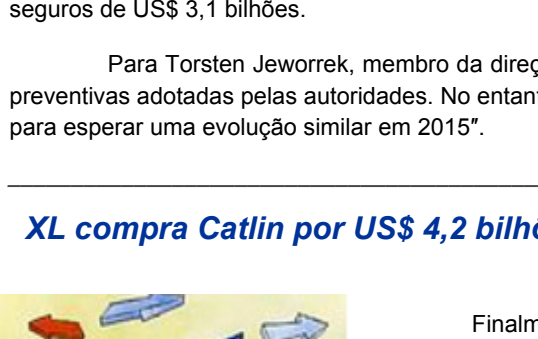 seguros de US$ 3,1 bilhões.
Para Torsten Jeworrek, membro da direç
preventivas adotadas pelas autoridades. No entant
para esperar uma evolução similar em 2015″.
XL compra Catlin por US$ 4,2 bilhõ
Finalm